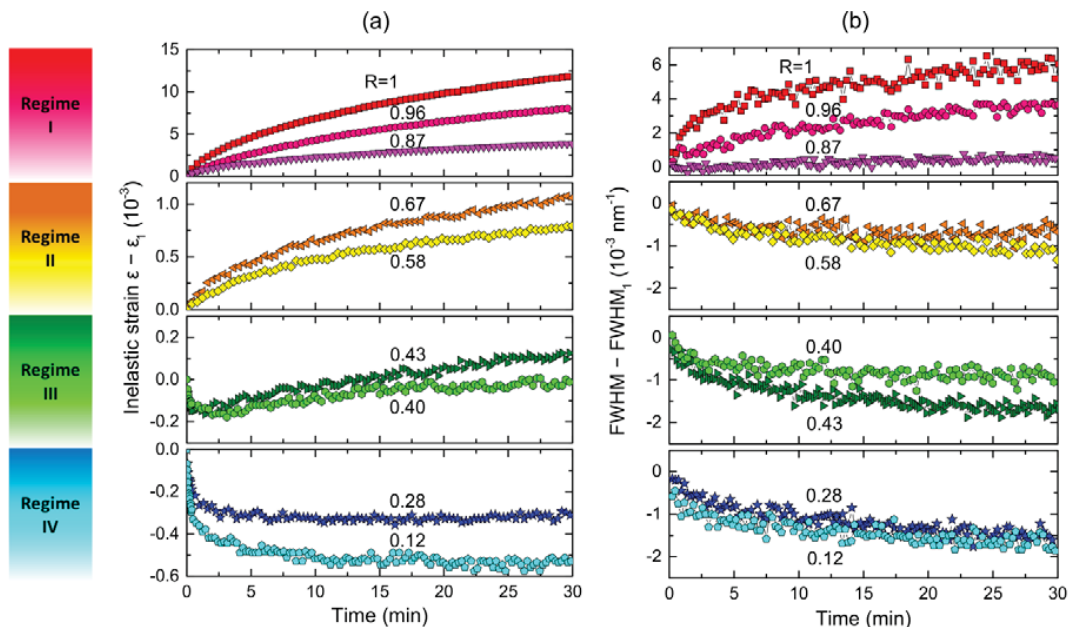 (a)
(b)
Regime
I
Regime
II
Regime
III
Regime
IV
Inelastic strain ε − ε₁ (10⁻³)
15
10
5
0
R=1
0.96
0.87
1.0
0.5
0.0
0.67
0.58
0.2
0.0
-0.2
0.43
0.40
0.0
-0.2
-0.4
-0.6
0.28
0.12
0 5 10 15 20 25 30
Time (min)
FWHM − FWHM₁ (10⁻³ nm⁻¹)
6
4
2
0
R=1
0.96
0.87
0
-1
-2
0.67
0.58
0
-1
-2
0.40
0.43
0
-1
-2
0.28
0.12
0 5 10 15 20 25 30
Time (min)